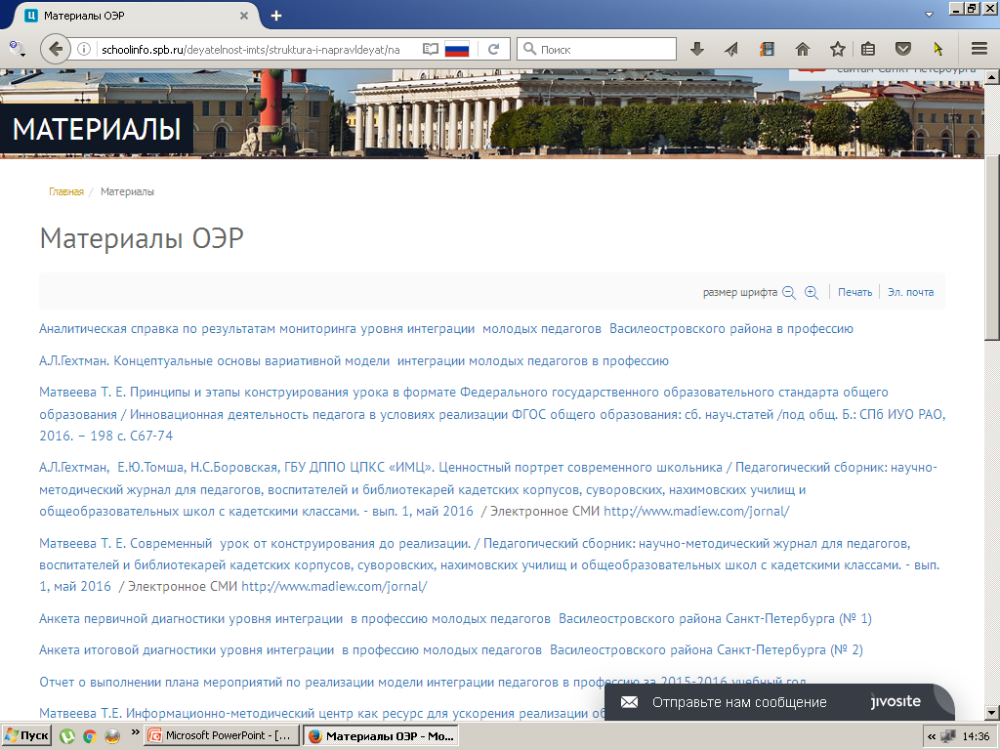 Материалы ОЭР
schoolinfo.spb.ru/deyatelnost-imts/struktura-i-napravldeyat/na
Поиск
сайтам Санкт-Петербурга
МАТЕРИАЛЫ
Главная / Материалы
Материалы ОЭР
размер шрифта Печать Эл. почта
Аналитическая справка по результатам мониторинга уровня интеграции молодых педагогов Василеостровского района в профессию
А.Л.Гехтман. Концептуальные основы вариативной модели интеграции молодых педагогов в профессию
Матвеева Т. Е. Принципы и этапы конструирования урока в формате Федерального государственного образовательного стандарта общего
образования / Инновационная деятельность педагога в условиях реализации ФГОС общего образования: сб. науч.статей /под общ. Б.: СПб ИУО РАО,
2016. – 198 с. С67-74
А.Л.Гехтман, Е.Ю.Томша, Н.С.Боровская, ГБУ ДППО ЦПКС «ИМЦ». Ценностный портрет современного школьника / Педагогический сборник: научно-
методический журнал для педагогов, воспитателей и библиотекарей кадетских корпусов, суворовских, нахимовских училищ и
общеобразовательных школ с кадетскими классами. - вып. 1, май 2016 / Электронное СМИ http://www.madiew.com/jornal/
Матвеева Т. Е. Современный урок от конструирования до реализации. / Педагогический сборник: научно-методический журнал для педагогов,
воспитателей и библиотекарей кадетских корпусов, суворовских, нахимовских училищ и общеобразовательных школ с кадетскими классами. - вып.
1, май 2016 / Электронное СМИ http://www.madiew.com/jornal/
Анкета первичной диагностики уровня интеграции в профессию молодых педагогов Василеостровского района Санкт-Петербурга (№ 1)
Анкета итоговой диагностики уровня интеграции в профессию молодых педагогов Василеостровского района Санкт-Петербурга (№ 2)
Отчет о выполнении плана мероприятий по реализации модели интеграции педагогов в профессию за 2015-2016 учебный год
Матвеева Т.Е. Информационно-методический центр как ресурс для ускорения реализации
Отправьте нам сообщение jivosite
Пуск » Microsoft PowerPoint - [... Материалы ОЭР - Mo... « 14:36